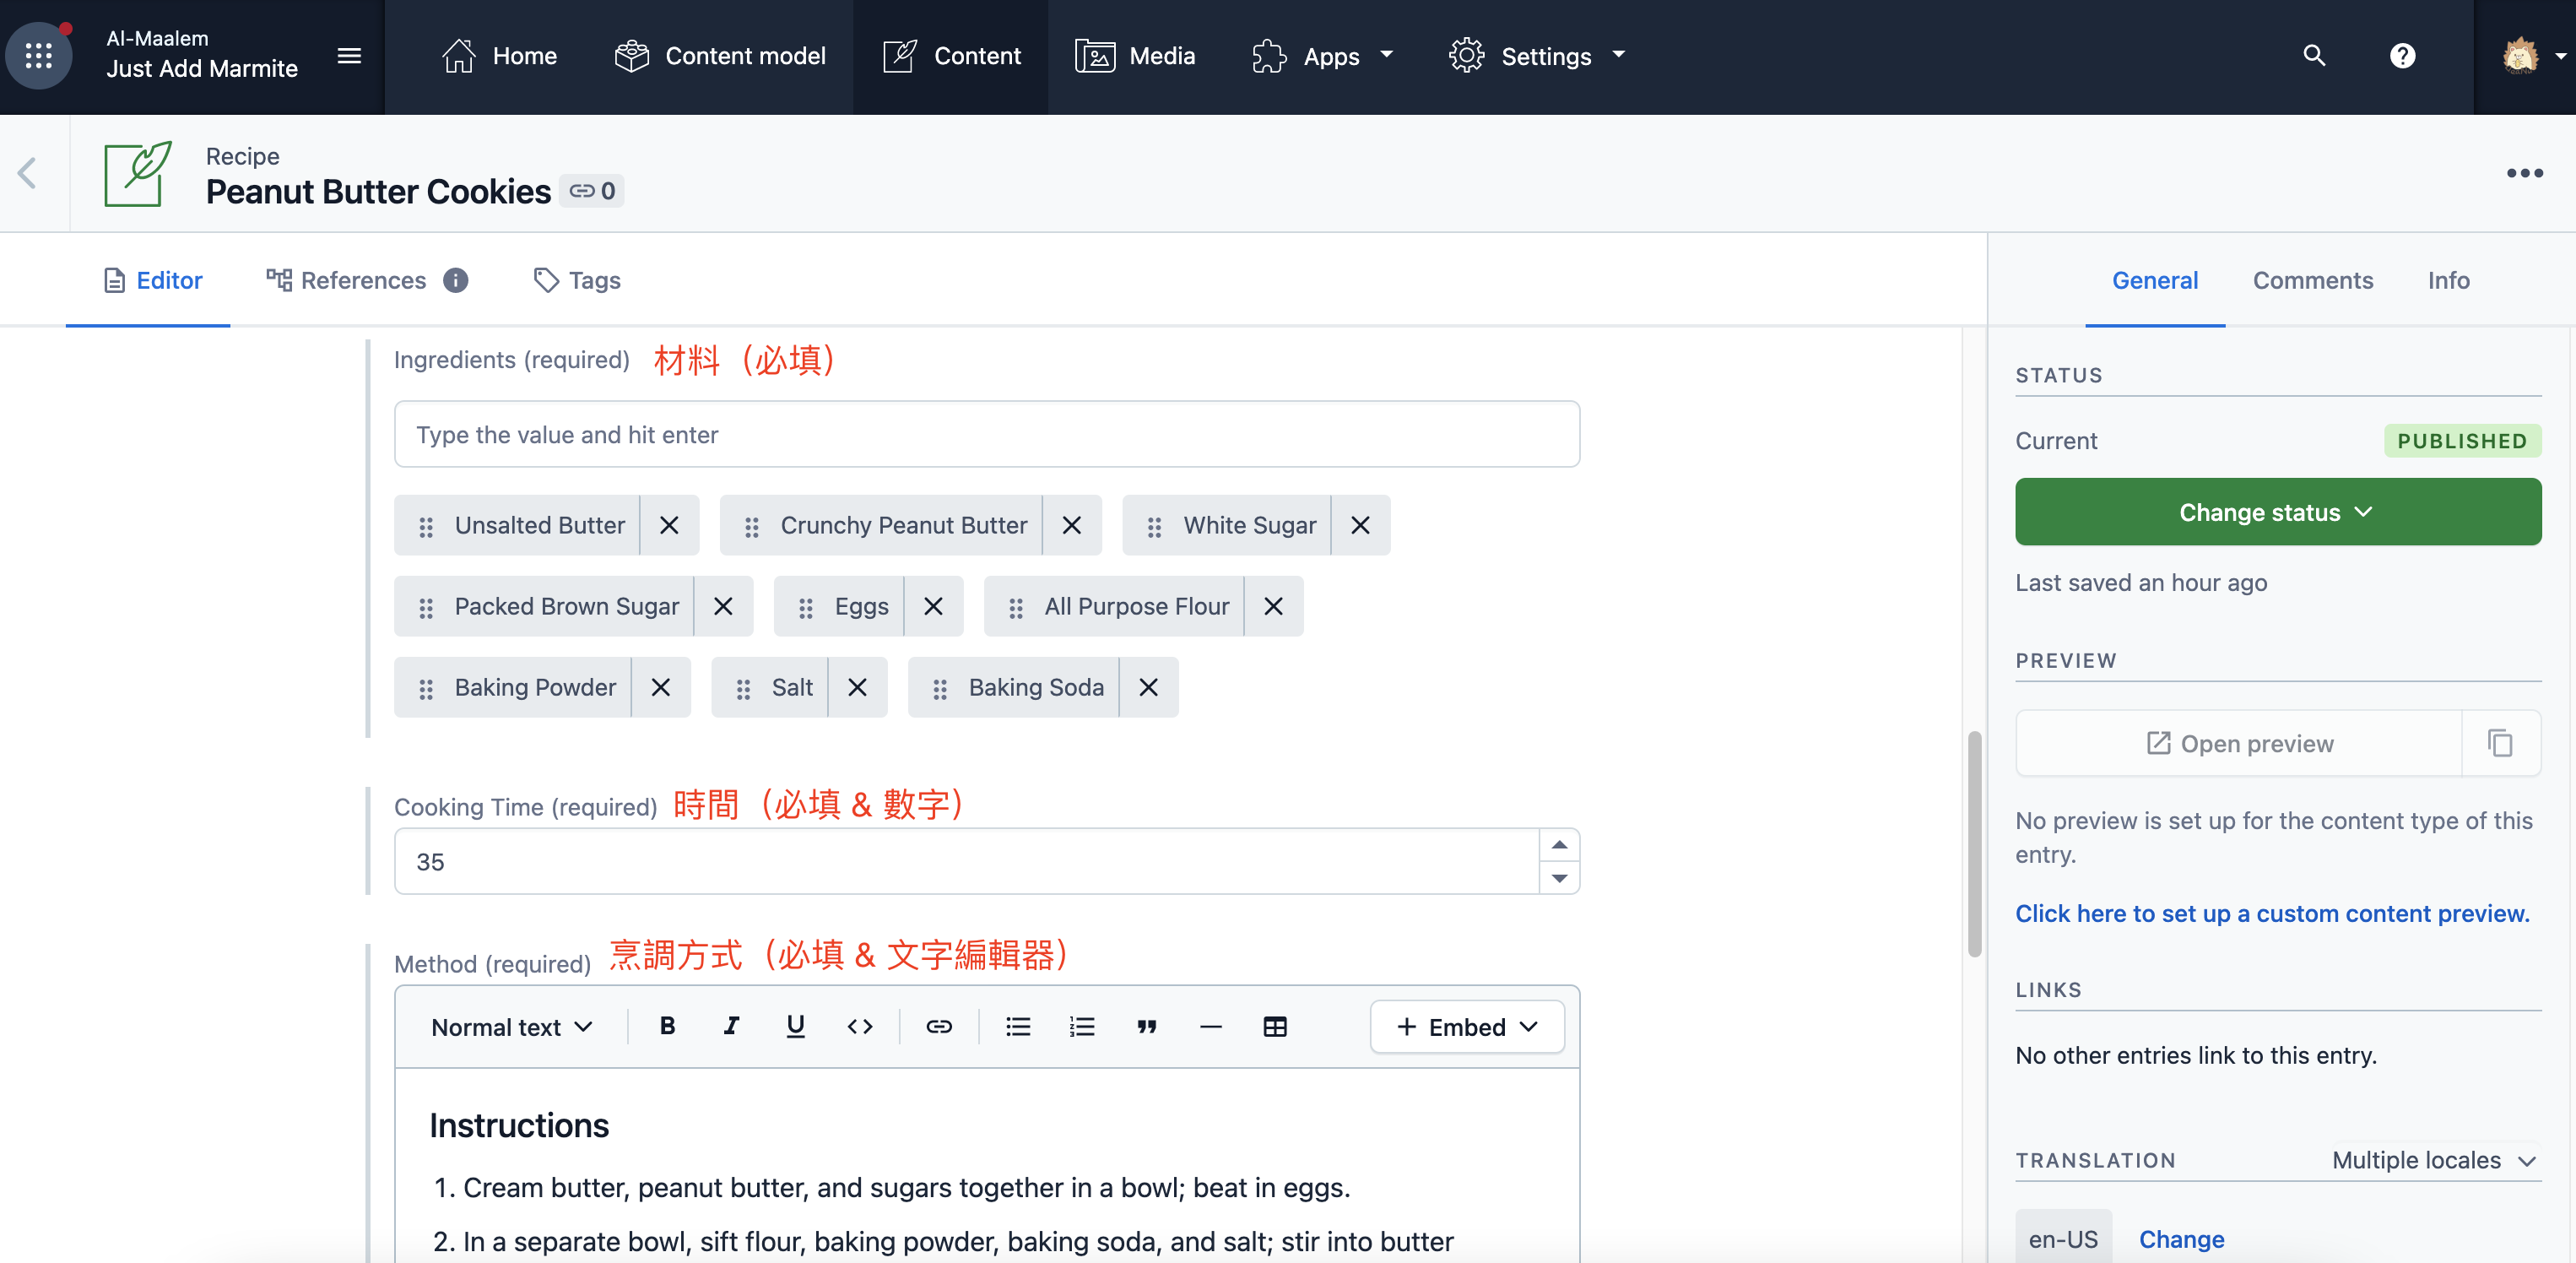 Al-Maalem
Just Add Marmite
Home
Content model
Content
Media
Apps
Settings
Recipe
Peanut Butter Cookies 0
Editor
References
Tags
General
Comments
Info
Ingredients (required) 材料（必填）
Type the value and hit enter
Unsalted Butter
Crunchy Peanut Butter
White Sugar
Packed Brown Sugar
Eggs
All Purpose Flour
Baking Powder
Salt
Baking Soda
Cooking Time (required) 時間（必填 & 數字）
35
Method (required) 烹調方式（必填 & 文字編輯器）
Normal text
B I U <>
+ Embed
Instructions
1. Cream butter, peanut butter, and sugars together in a bowl; beat in eggs.
2. In a separate bowl, sift flour, baking powder, baking soda, and salt; stir into butter
STATUS
Current PUBLISHED
Change status
Last saved an hour ago
PREVIEW
Open preview
No preview is set up for the content type of this
entry.
Click here to set up a custom content preview.
LINKS
No other entries link to this entry.
TRANSLATION Multiple locales
en-US Change